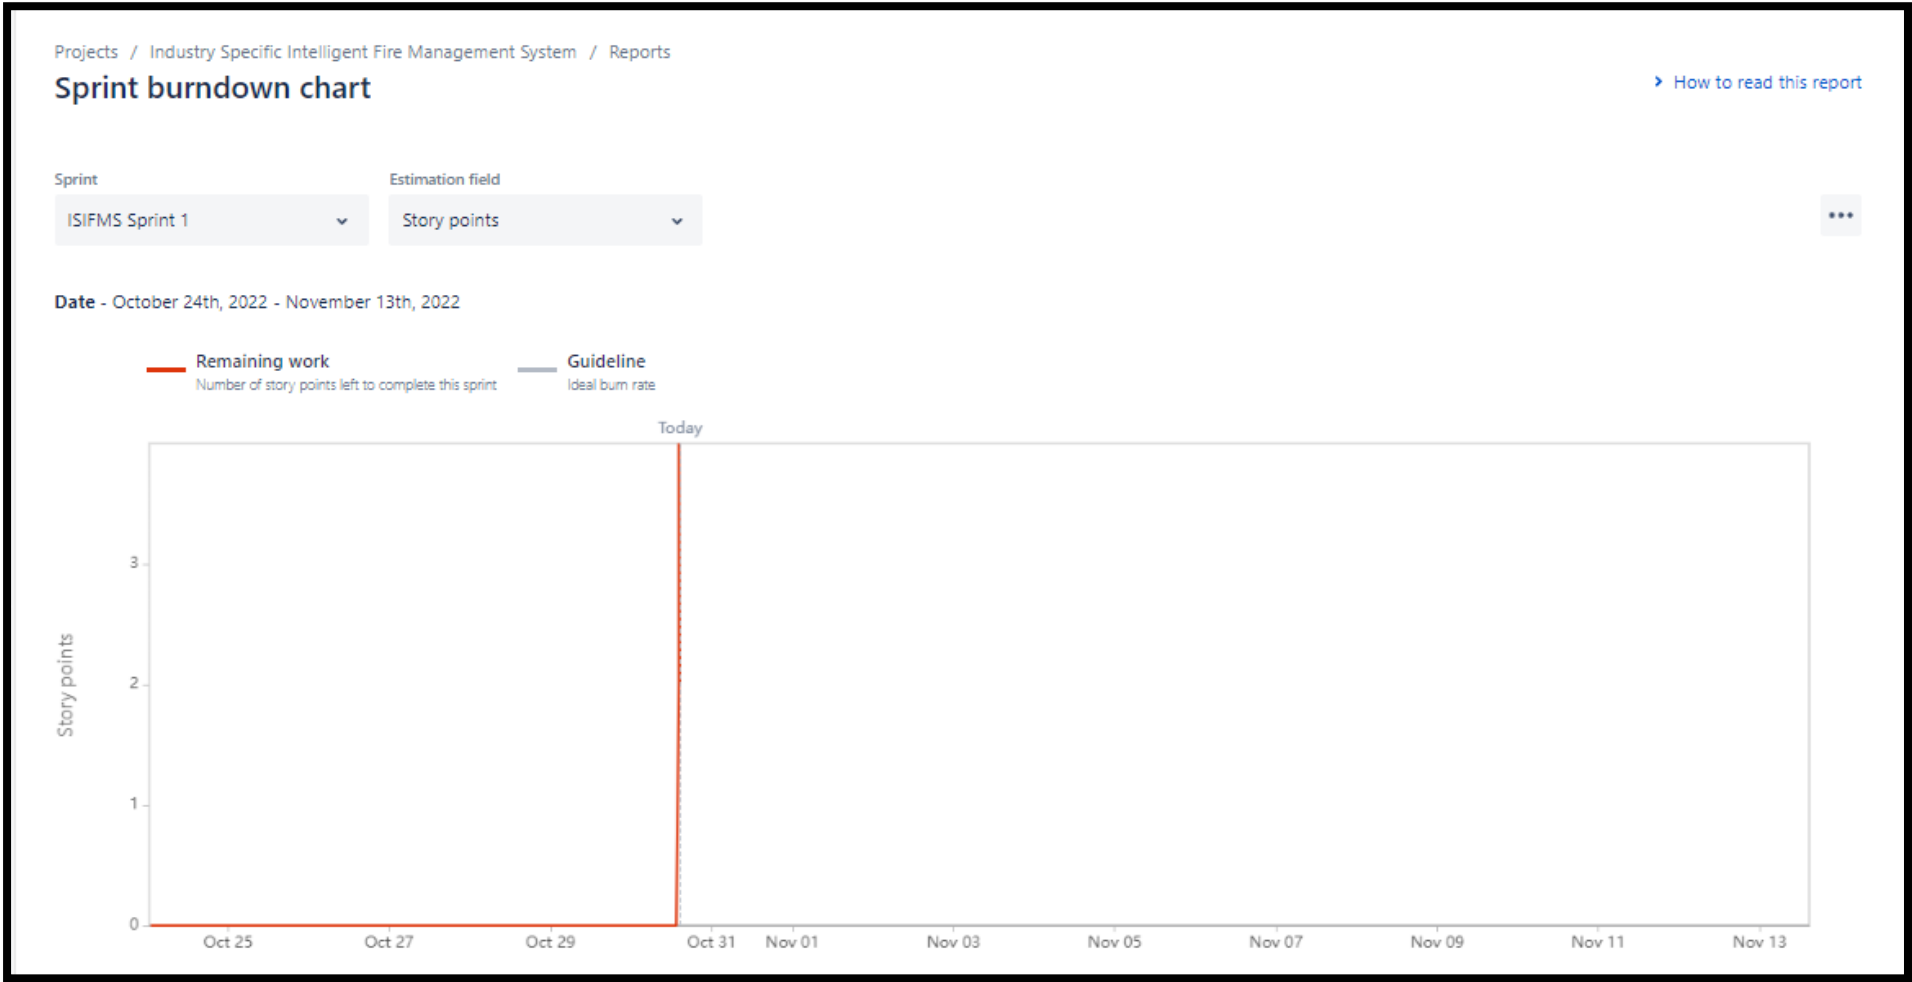 Projects / Industry Specific Intelligent Fire Management System / Reports
Sprint burndown chart
How to read this report
Sprint
Estimation field
ISIFMS Sprint 1
Story points
Date - October 24th, 2022 - November 13th, 2022
Remaining work
Number of story points left to complete this sprint
Guideline
Ideal burn rate
Today
3
2
1
0
Story points
Oct 25 Oct 27 Oct 29 Oct 31 Nov 01 Nov 03 Nov 05 Nov 07 Nov 09 Nov 11 Nov 13